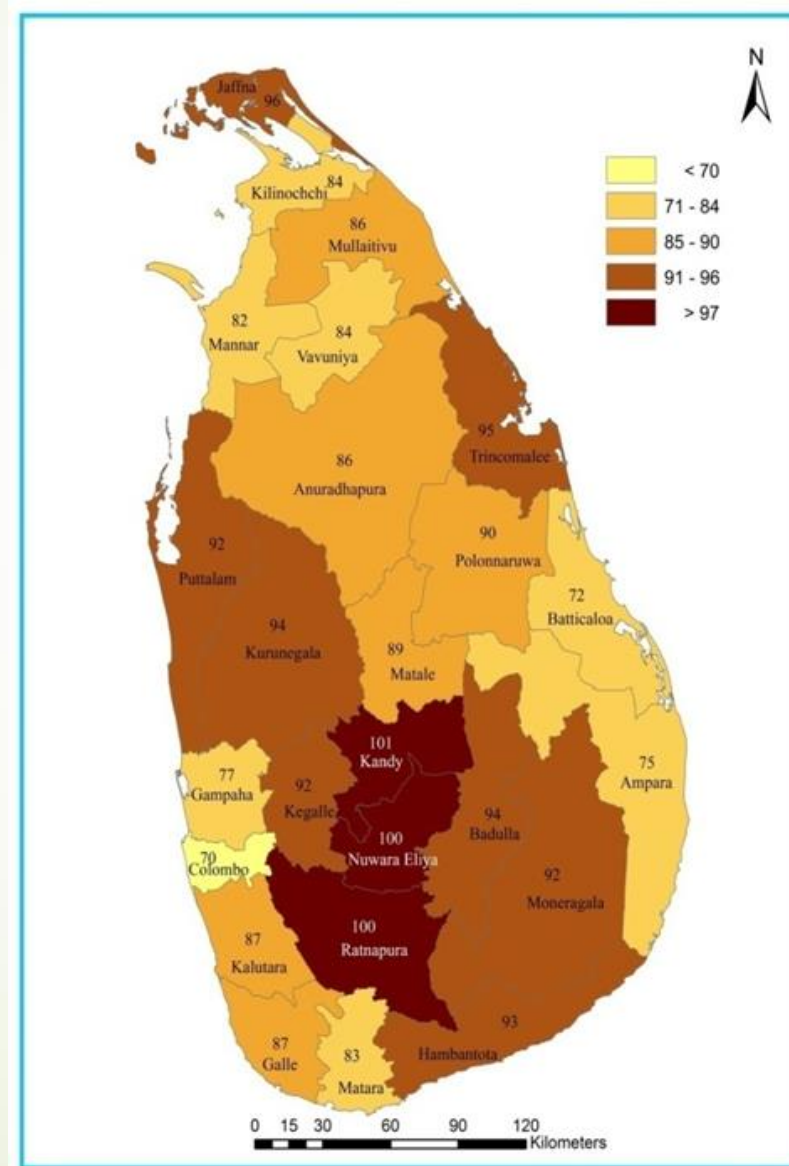 N
Jaffna
96
< 70
71 - 84
85 - 90
91 - 96
> 97
84
Kilinochchi
86
Mullaitivu
82
Mannar
84
Vavuniya
95
Trincomalee
86
Anuradhapura
90
Polonnaruwa
92
Puttalam
72
Batticaloa
94
Kurunegala
89
Matale
101
Kandy
77
Gampaha
92
Kegalle
75
Ampara
94
Badulla
100
Nuwara Eliya
70
Colombo
92
Moneragala
100
Ratnapura
87
Kalutara
93
Hambantota
87
Galle
83
Matara
0 15 30 60 90 120
Kilometers